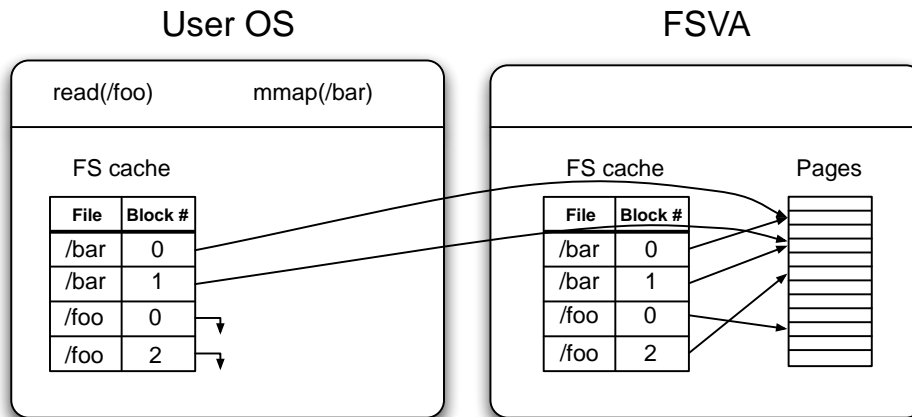 User OS
read(/foo) mmap(/bar)
FS cache
File Block #
/bar 0
/bar 1
/foo 0
/foo 2
FSVA
FS cache Pages
File Block #
/bar 0
/bar 1
/foo 0
/foo 2